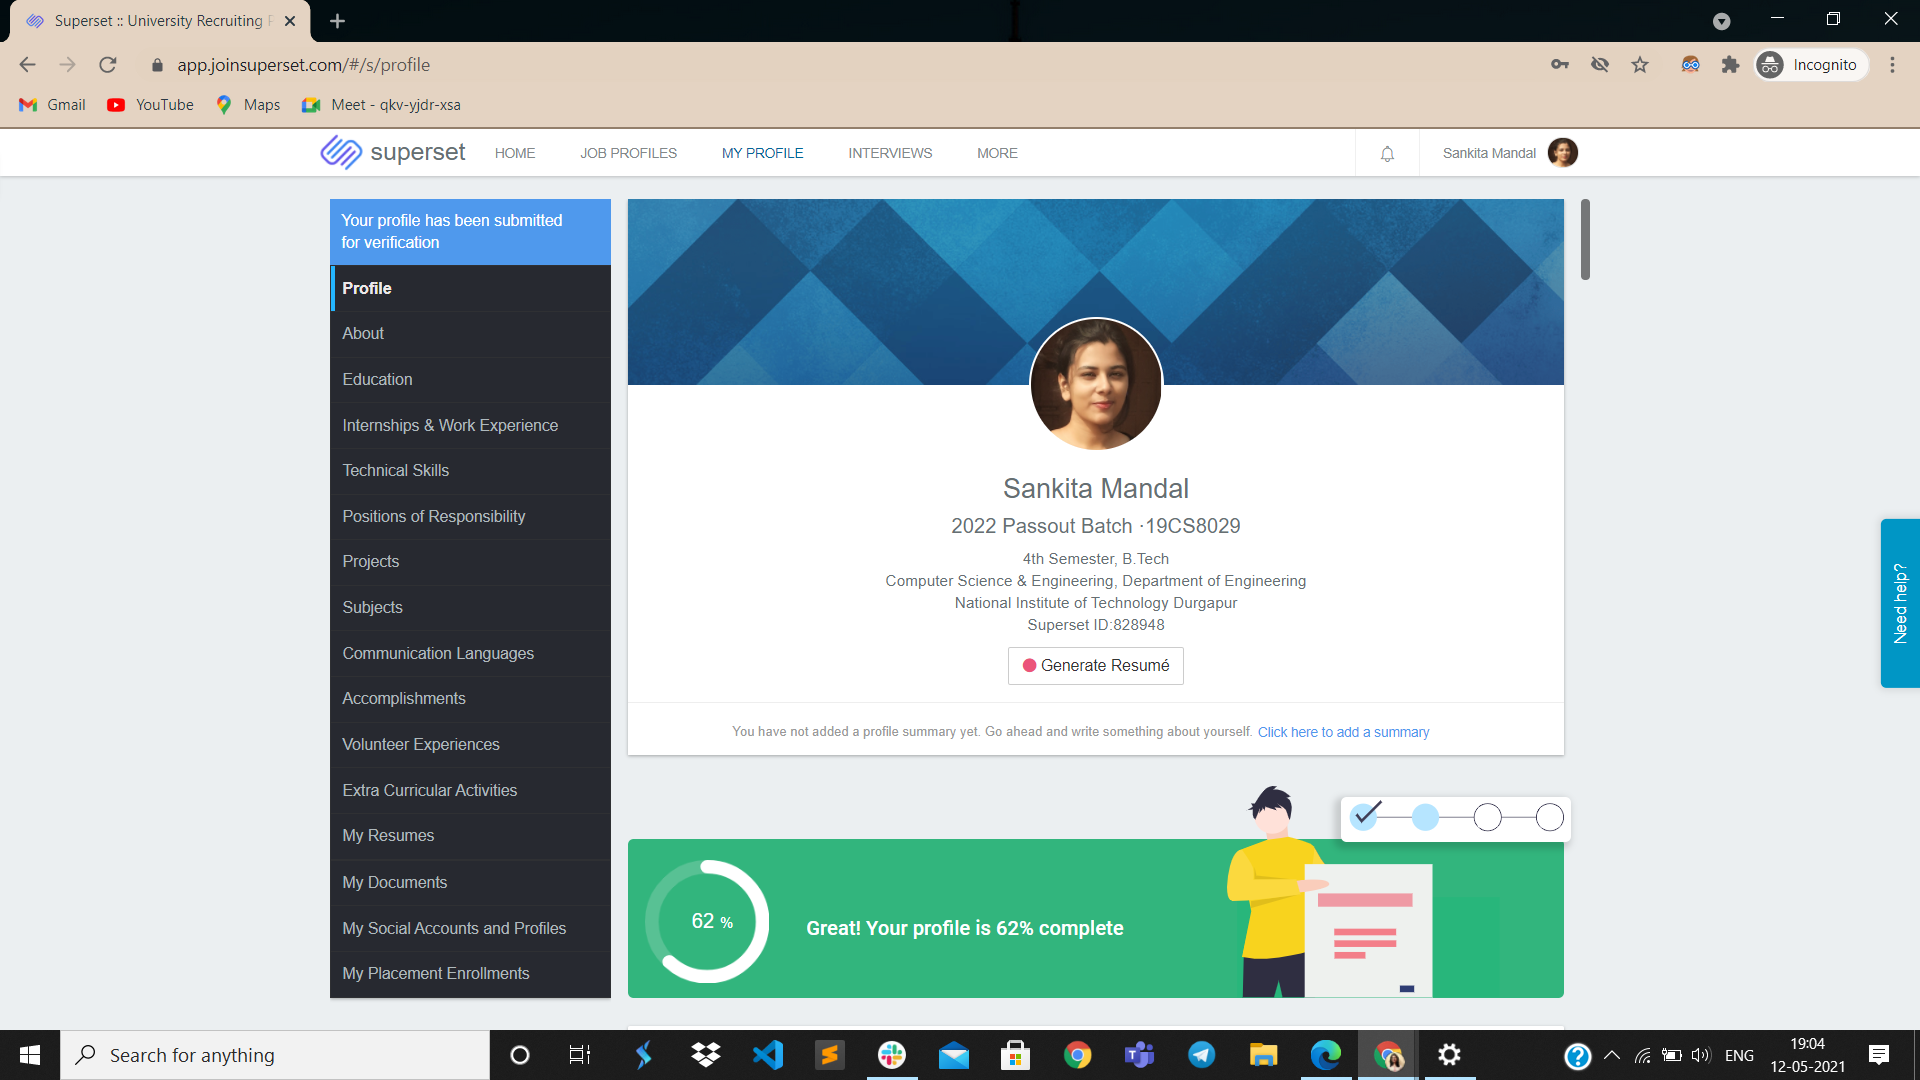 Superset :: University Recruiting
app.joinsuperset.com/#/s/profile
Incognito
Gmail
YouTube
Maps
Meet - qkv-yjdr-xsa
superset
HOME
JOB PROFILES
MY PROFILE
INTERVIEWS
MORE
Sankita Mandal
Your profile has been submitted
for verification
Profile
About
Education
Internships & Work Experience
Technical Skills
Positions of Responsibility
Projects
Subjects
Communication Languages
Accomplishments
Volunteer Experiences
Extra Curricular Activities
My Resumes
My Documents
My Social Accounts and Profiles
My Placement Enrollments
Sankita Mandal
2022 Passout Batch ·19CS8029
4th Semester, B.Tech
Computer Science & Engineering, Department of Engineering
National Institute of Technology Durgapur
Superset ID:828948
Generate Resumé
You have not added a profile summary yet. Go ahead and write something about yourself. Click here to add a summary
62 %
Great! Your profile is 62% complete
Need help?
Search for anything
ENG
19:04
12-05-2021